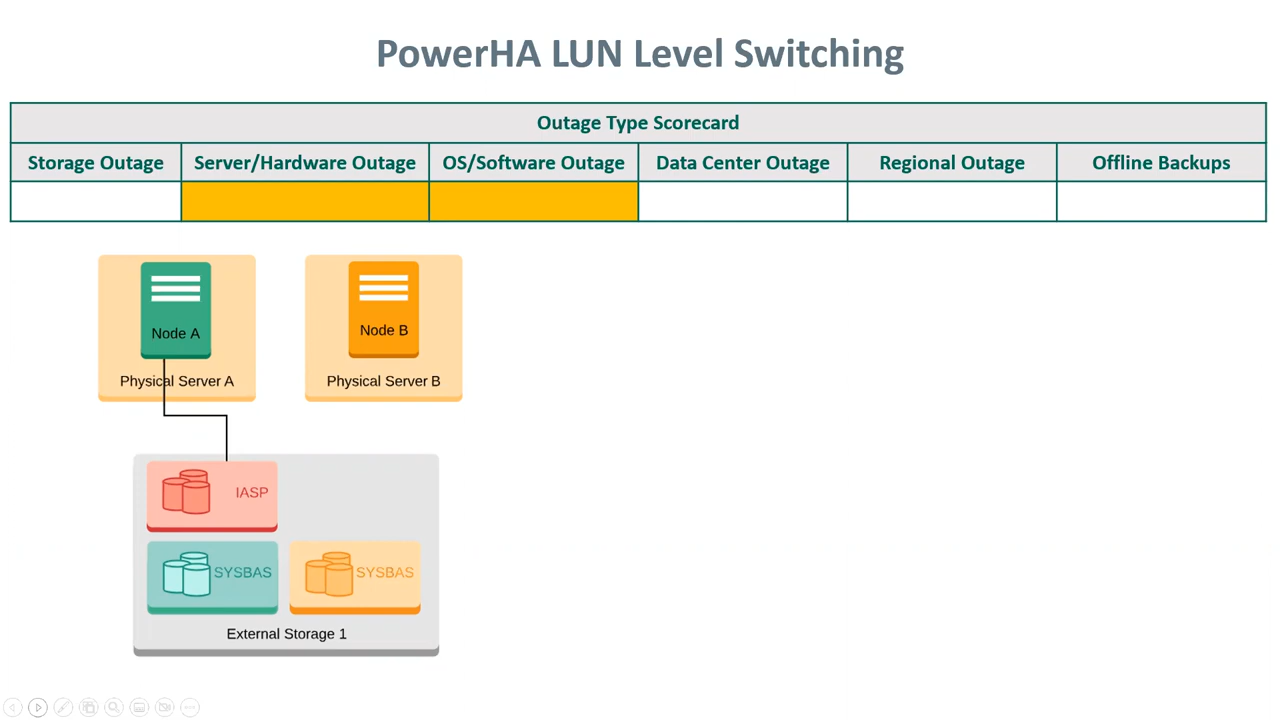 PowerHA LUN Level Switching
Outage Type Scorecard
Storage Outage Server/Hardware Outage OS/Software Outage Data Center Outage Regional Outage Offline Backups
Node A
Node B
Physical Server A
Physical Server B
IASP
SYSBAS
SYSBAS
External Storage 1